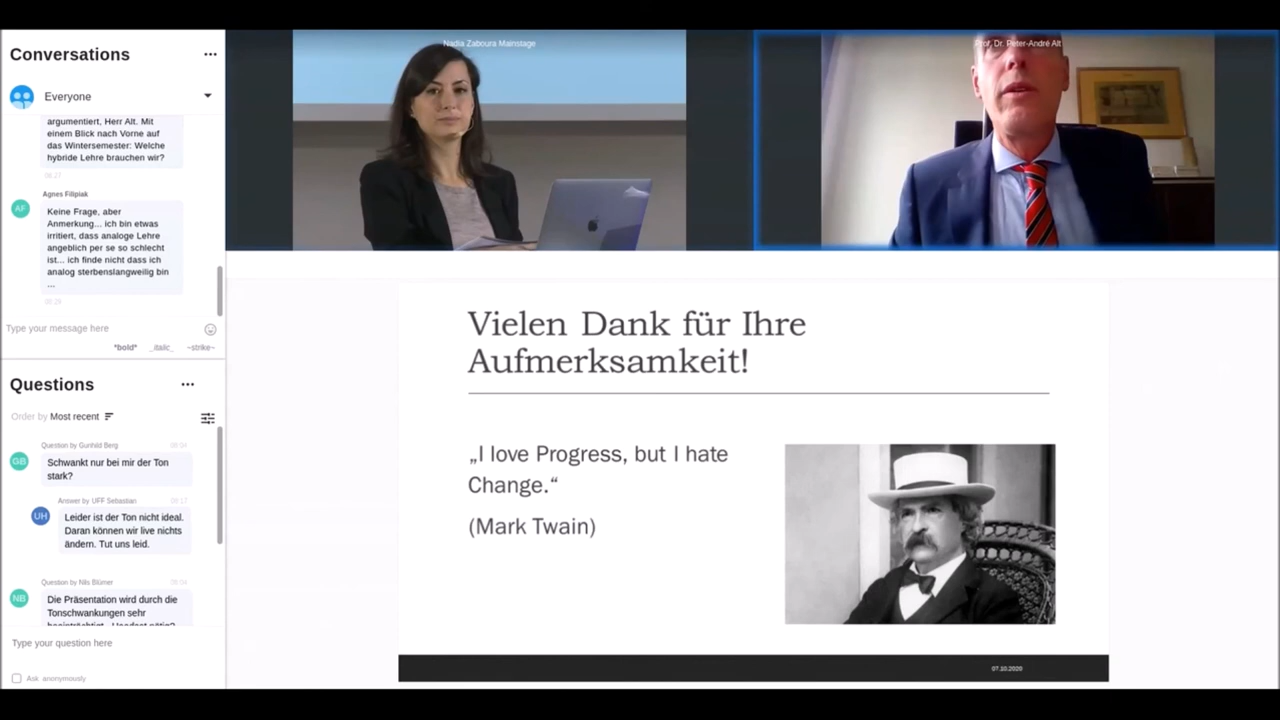 Conversations
Everyone
argumentiert, Herr Alt. Mit
einem Blick nach Vorne auf
das Wintersemester: Welche
hybride Lehre brauchen wir?
Agnes Filipiak
AF
Keine Frage, aber
Anmerkung... ich bin etwas
irritiert, dass analoge Lehre
angeblich per se so schlecht
ist... ich finde nicht dass ich
analog sterbenslangweilig bin
...
Type your message here
*bold* _italic_ ~strike~
Questions
Order by Most recent
Question by Gunhild Berg
GB
Schwankt nur bei mir der Ton
stark?
Answer by UFF Sebastian
UH
Leider ist der Ton nicht ideal.
Daran können wir live nichts
ändern. Tut uns leid.
Question by Nils Blümer
NB
Die Präsentation wird durch die
Tonschwankungen sehr
Type your question here
Ask anonymously
Nadia Zaboura Mainstage
Prof. Dr. Peter-André Alt
Vielen Dank für Ihre
Aufmerksamkeit!
„I love Progress, but I hate
Change.“
(Mark Twain)
07.10.2020